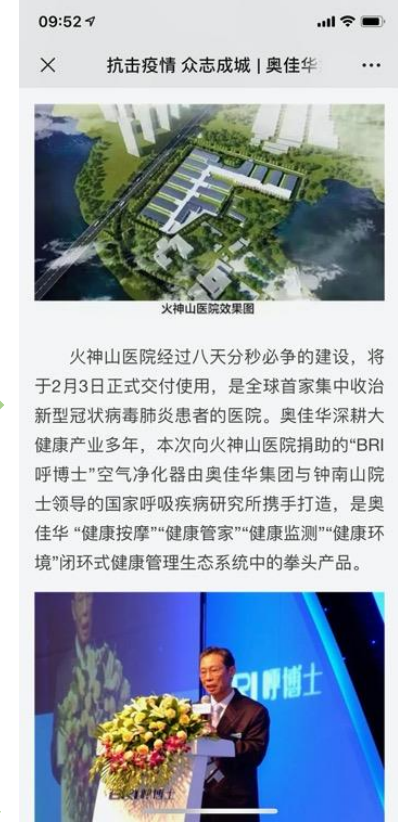 09:52
抗击疫情 众志成城 | 奥佳华
火神山医院效果图
火神山医院经过八天分秒必争的建设，将
于2月3日正式交付使用，是全球首家集中收治
新型冠状病毒肺炎患者的医院。奥佳华深耕大
健康产业多年，本次向火神山医院捐助的“BRI
呼博士”空气净化器由奥佳华集团与钟南山院
士领导的国家呼吸疾病研究所携手打造，是奥
佳华 “健康按摩”“健康管家”“健康监测”“健康环
境”闭环式健康管理生态系统中的拳头产品。
BRI呼博士
BRI呼博士